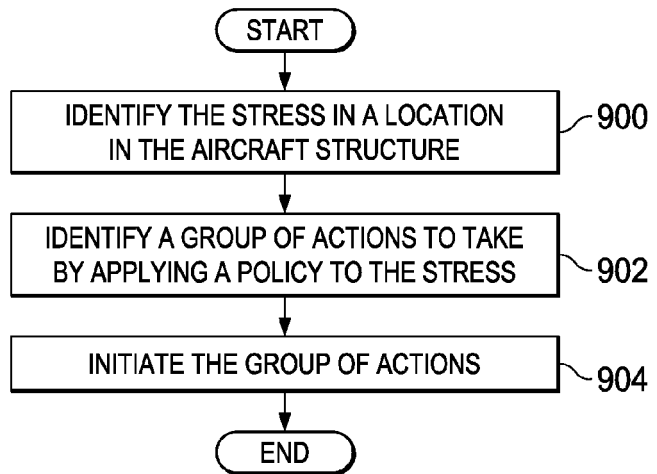 START
IDENTIFY THE STRESS IN A LOCATION
IN THE AIRCRAFT STRUCTURE
900
IDENTIFY A GROUP OF ACTIONS TO TAKE
BY APPLYING A POLICY TO THE STRESS
902
INITIATE THE GROUP OF ACTIONS
904
END